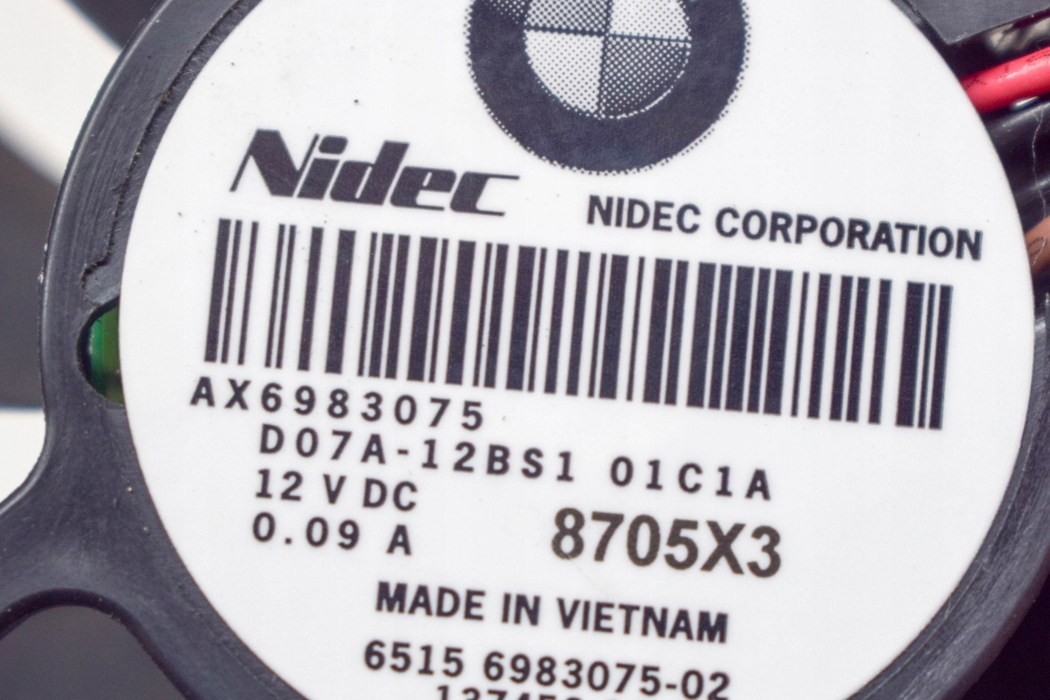 Nidec
NIDEC CORPORATION
AX6983075
D07A-12BS1 01C1A
12 V DC
0.09 A
8705X3
MADE IN VIETNAM
6515 6983075-02